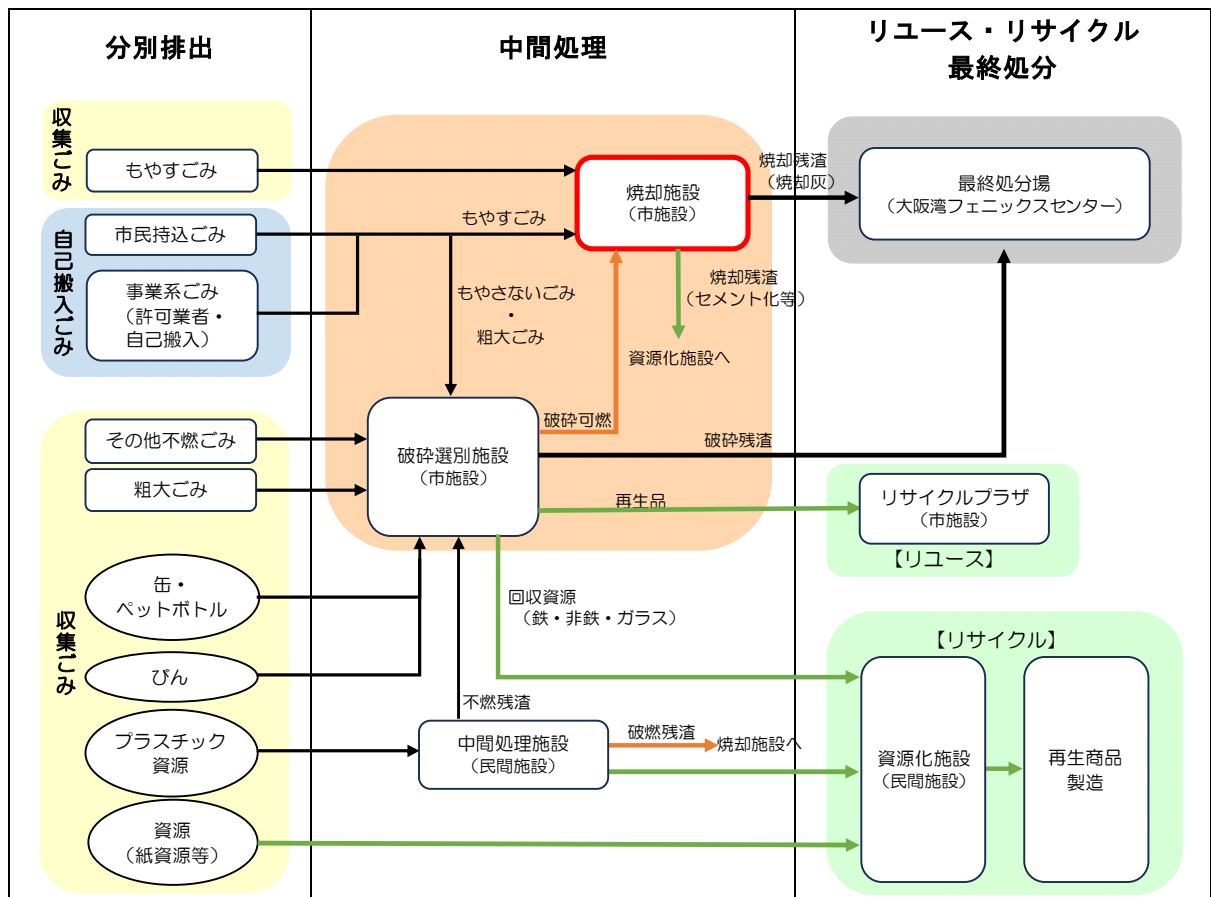 分別排出
中間処理
リユース・リサイクル
最終処分
収集ごみ
もやすごみ
自己搬入ごみ
市民持込ごみ
事業系ごみ
（許可業者・
自己搬入）
もやすごみ
もやさないごみ
・
粗大ごみ
焼却施設
（市施設）
焼却残渣
（焼却灰）
最終処分場
（大阪湾フェニックスセンター）
焼却残渣
（セメント化等）
資源化施設へ
収集ごみ
その他不燃ごみ
粗大ごみ
缶・
ペットボトル
びん
プラスチック
資源
資源
（紙資源等）
破砕選別施設
（市施設）
破砕可燃
破砕残渣
再生品
リサイクルプラザ
（市施設）
【リユース】
回収資源
（鉄・非鉄・ガラス）
不燃残渣
中間処理施設
（民間施設）
破燃残渣
焼却施設へ
【リサイクル】
資源化施設
（民間施設）
再生商品
製造